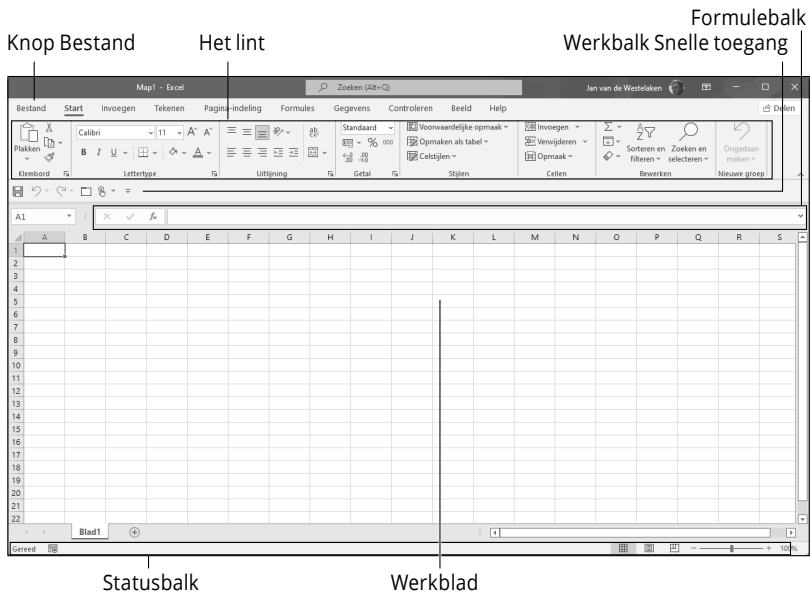 Formulebalk
Knop Bestand Het lint Werkbalk Snelle toegang
Map1 - Excel Zoeken (Alt+Q) Jan van de Westelaken
Bestand Start Invoegen Tekenen Pagina-indeling Formules Gegevens Controleren Beeld Help Delen
Calibri 11 Standaard Voorwaardelijke opmaak Invoegen
Plakken B I U A % 000 Opmaken als tabel Verwijderen Sorteren en Zoeken en Ongedaan
Celstijlen Opmaak filteren selecteren maken
Klembord Lettertype Uitlijning Getal Stijlen Cellen Bewerken Nieuwe groep
A1 fx
A B C D E F G H I J K L M N O P Q R S
1
2
3
4
5
6
7
8
9
10
11
12
13
14
15
16
17
18
19
20
21
22
Blad1
Gereed 100%
Statusbalk Werkblad